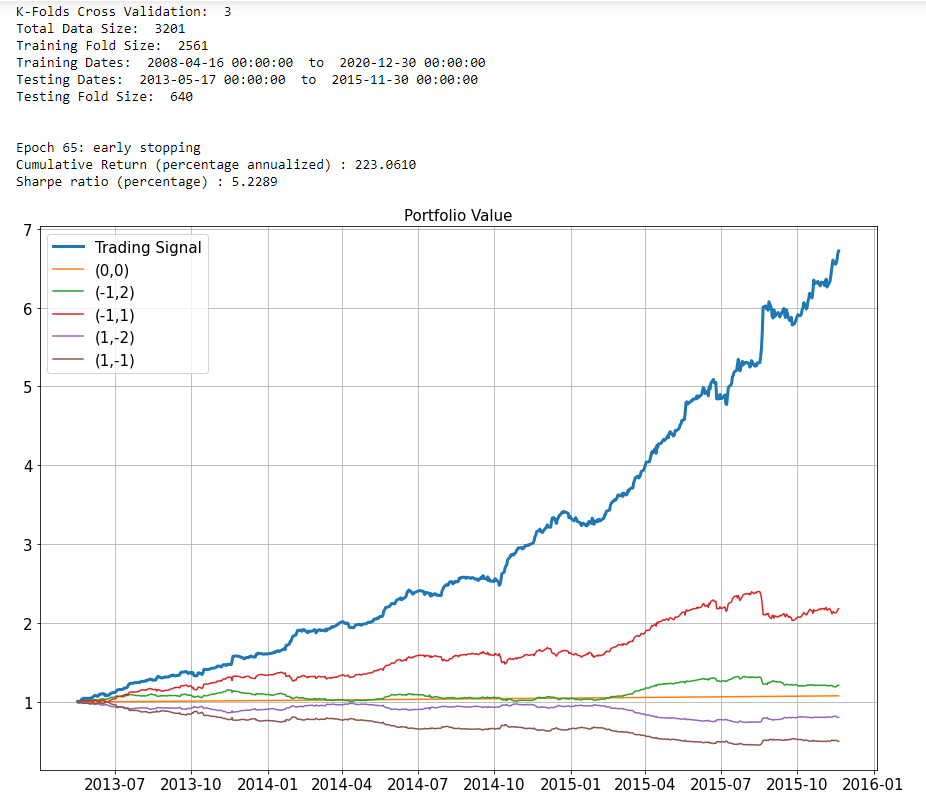 K-Folds Cross Validation:  3
Total Data Size:  3201
Training Fold Size:  2561
Training Dates:  2008-04-16 00:00:00  to  2020-12-30 00:00:00
Testing Dates:  2013-05-17 00:00:00  to  2015-11-30 00:00:00
Testing Fold Size:  640
Epoch 65: early stopping
Cumulative Return (percentage annualized) : 223.0610
Sharpe ratio (percentage) : 5.2289
Portfolio Value
Trading Signal
(0,0)
(-1,2)
(-1,1)
(1,-2)
(1,-1)
7
6
5
4
3
2
1
2013-07 2013-10 2014-01 2014-04 2014-07 2014-10 2015-01 2015-04 2015-07 2015-10 2016-01